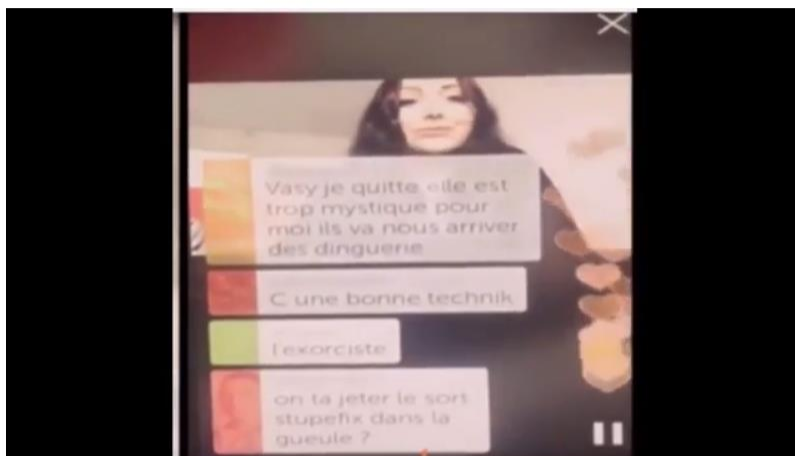 Vasy je quitte elle est
trop mystique pour
moi ils va nous arriver
des dinguerie
C une bonne technik
l'exorciste
on ta jeter le sort
stupefix dans la
gueule ?